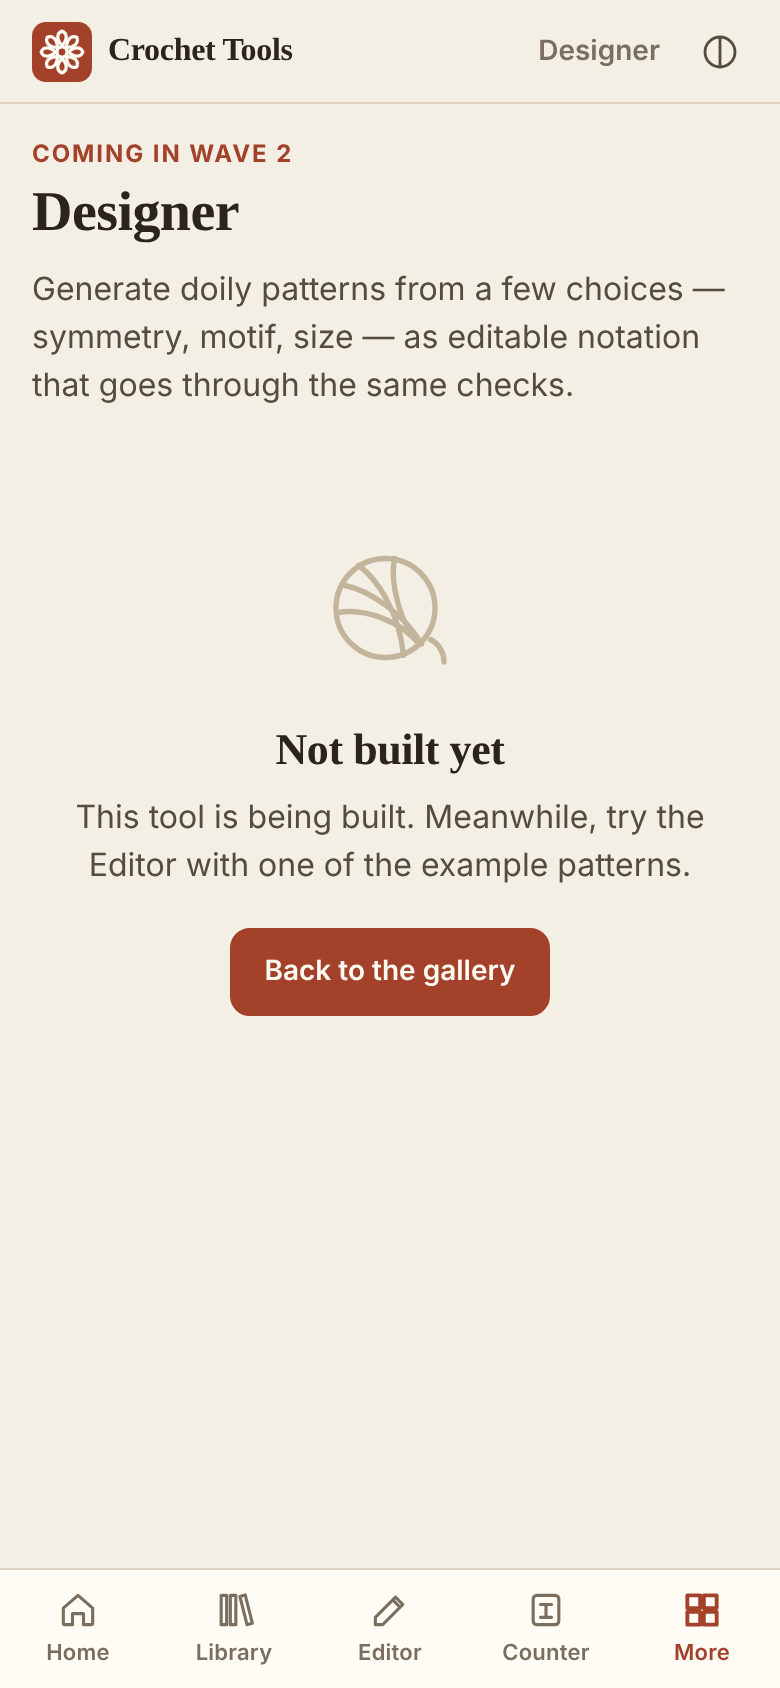 Crochet Tools
Designer
COMING IN WAVE 2
Designer
Generate doily patterns from a few choices —
symmetry, motif, size — as editable notation
that goes through the same checks.
Not built yet
This tool is being built. Meanwhile, try the
Editor with one of the example patterns.
Back to the gallery
Home
Library
Editor
Counter
More